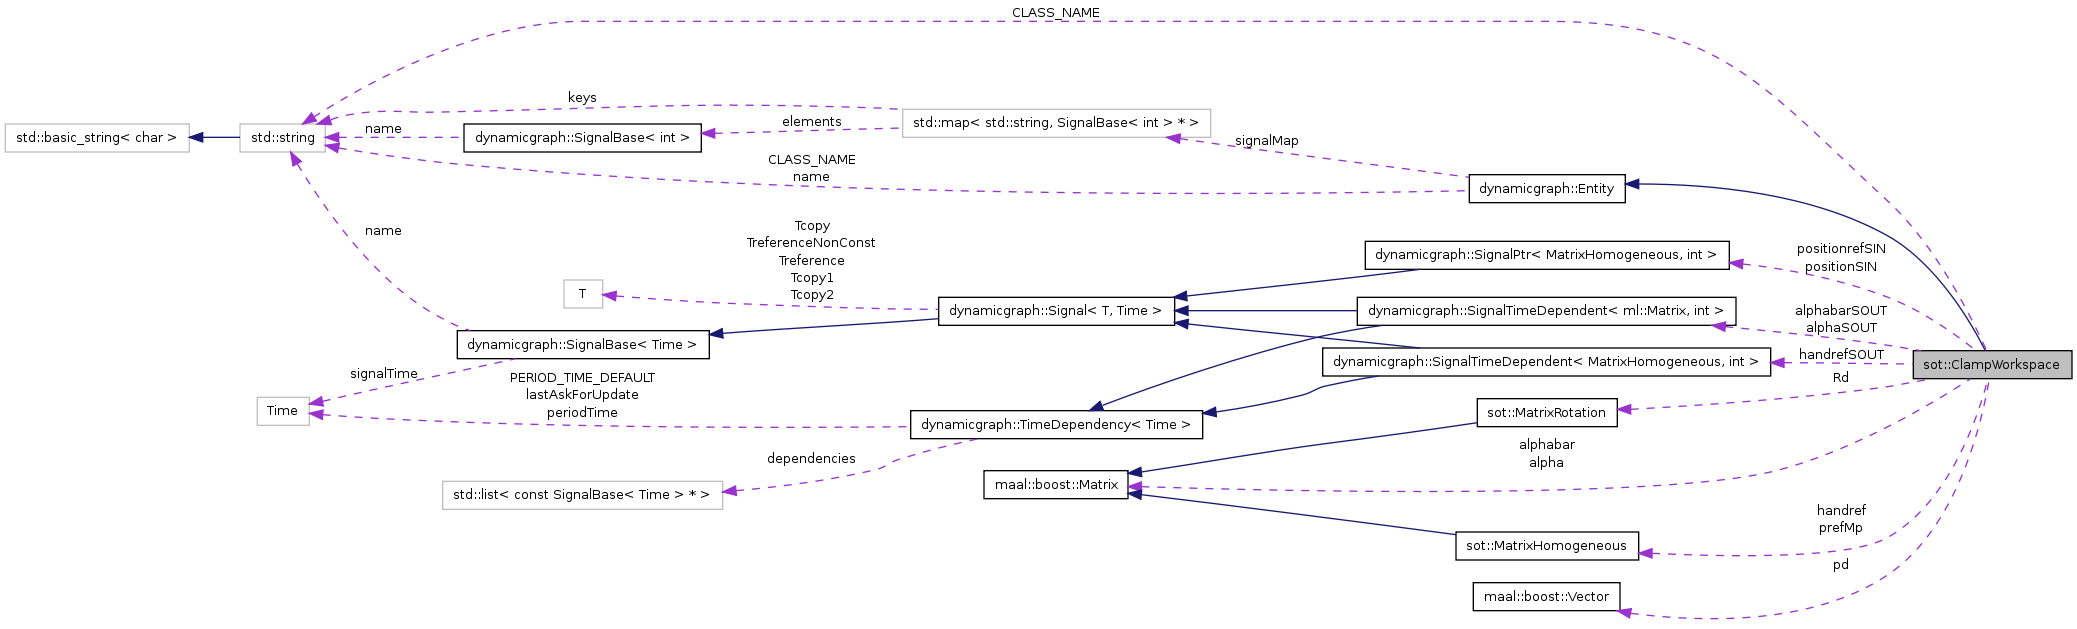 CLASS_NAME
keys
std::map< std::string, SignalBase< int > * >
elements
std::basic_string< char >
std::string
name
dynamicgraph::SignalBase< int >
signalMap
CLASS_NAME
name
dynamicgraph::Entity
name
Tcopy
TreferenceNonConst
Treference
Tcopy1
Tcopy2
T
dynamicgraph::SignalPtr< MatrixHomogeneous, int >
positionrefSIN
positionSIN
dynamicgraph::Signal< T, Time >
dynamicgraph::SignalTimeDependent< ml::Matrix, int >
alphabarSOUT
alphaSOUT
dynamicgraph::SignalBase< Time >
dynamicgraph::SignalTimeDependent< MatrixHomogeneous, int >
handrefSOUT
sot::ClampWorkspace
signalTime
PERIOD_TIME_DEFAULT
lastAskForUpdate
periodTime
Time
Rd
sot::MatrixRotation
dynamicgraph::TimeDependency< Time >
dependencies
alphabar
alpha
std::list< const SignalBase< Time > * >
maal::boost::Matrix
handref
prefMp
sot::MatrixHomogeneous
pd
maal::boost::Vector